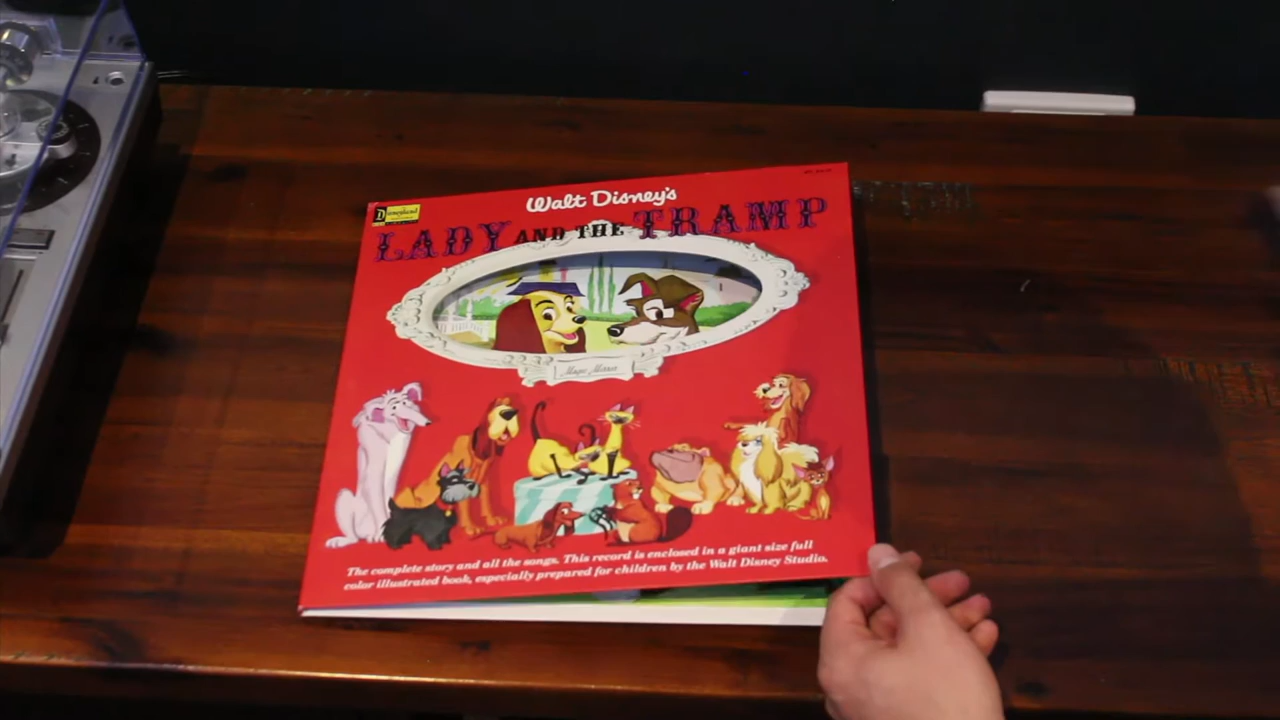 Disneyland
Walt Disney's
LADY AND THE TRAMP
Magic Mirror
The complete story and all the songs. This record is enclosed in a giant size full
color illustrated book, especially prepared for children by the Walt Disney Studio.